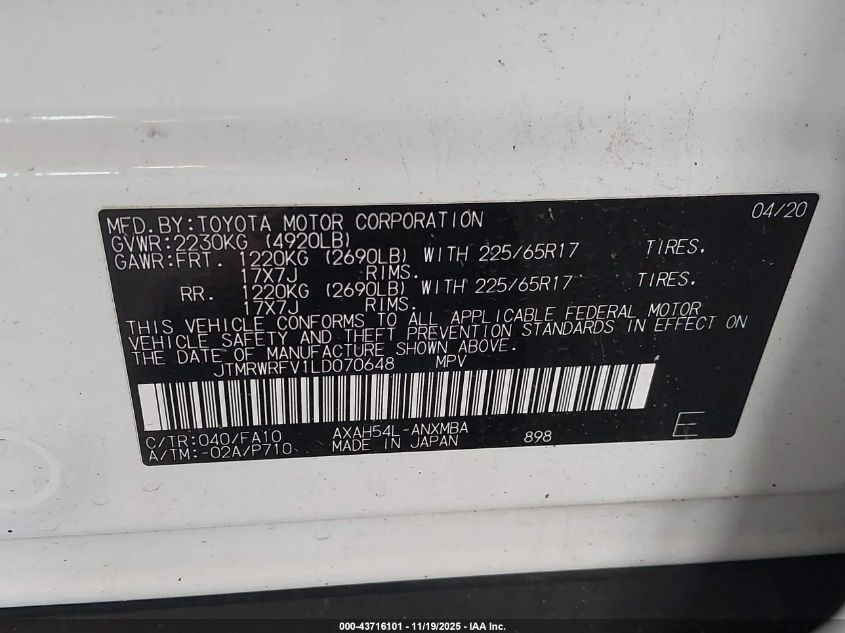 MFD.BY:TOYOTA MOTOR CORPORATION 04/20
GVWR:2230KG (4920LB)
GAWR:FRT. 1220KG (2690LB) WITH 225/65R17 TIRES.
17X7J RIMS.
RR. 1220KG (2690LB) WITH 225/65R17 TIRES.
17X7J RIMS.
THIS VEHICLE CONFORMS TO ALL APPLICABLE FEDERAL MOTOR
VEHICLE SAFETY AND THEFT PREVENTION STANDARDS IN EFFECT ON
THE DATE OF MANUFACTURE SHOWN ABOVE.
JTMRWRFV1LD070648 MPV
C/TR:040/FA10 AXAH54L-ANXMBA
A/TM:-02A/P710 MADE IN JAPAN 898 E
000-43716101 - 11/19/2025 - IAA Inc.